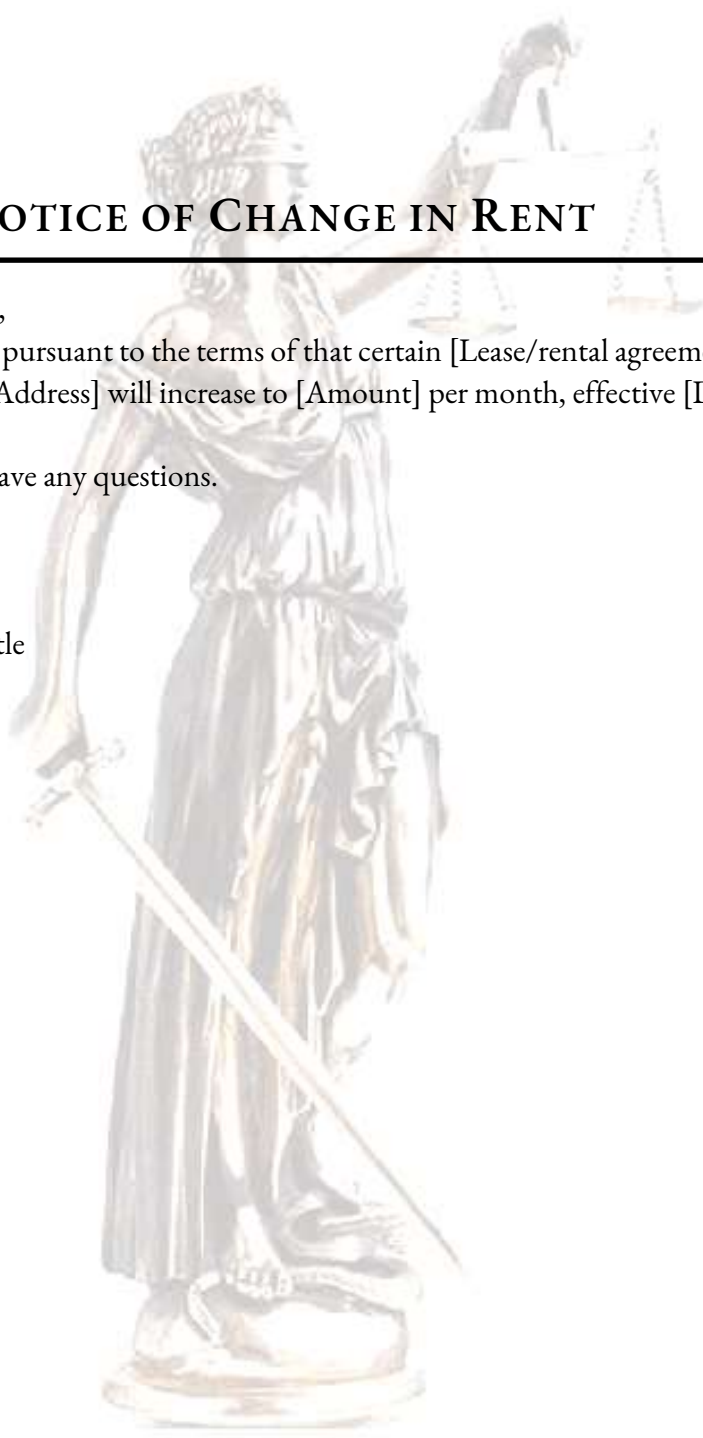 OTICE OF CHANGE IN RENT
,
pursuant to the terms of that certain [Lease/rental agreem
Address] will increase to [Amount] per month, effective [D
ave any questions.
tle